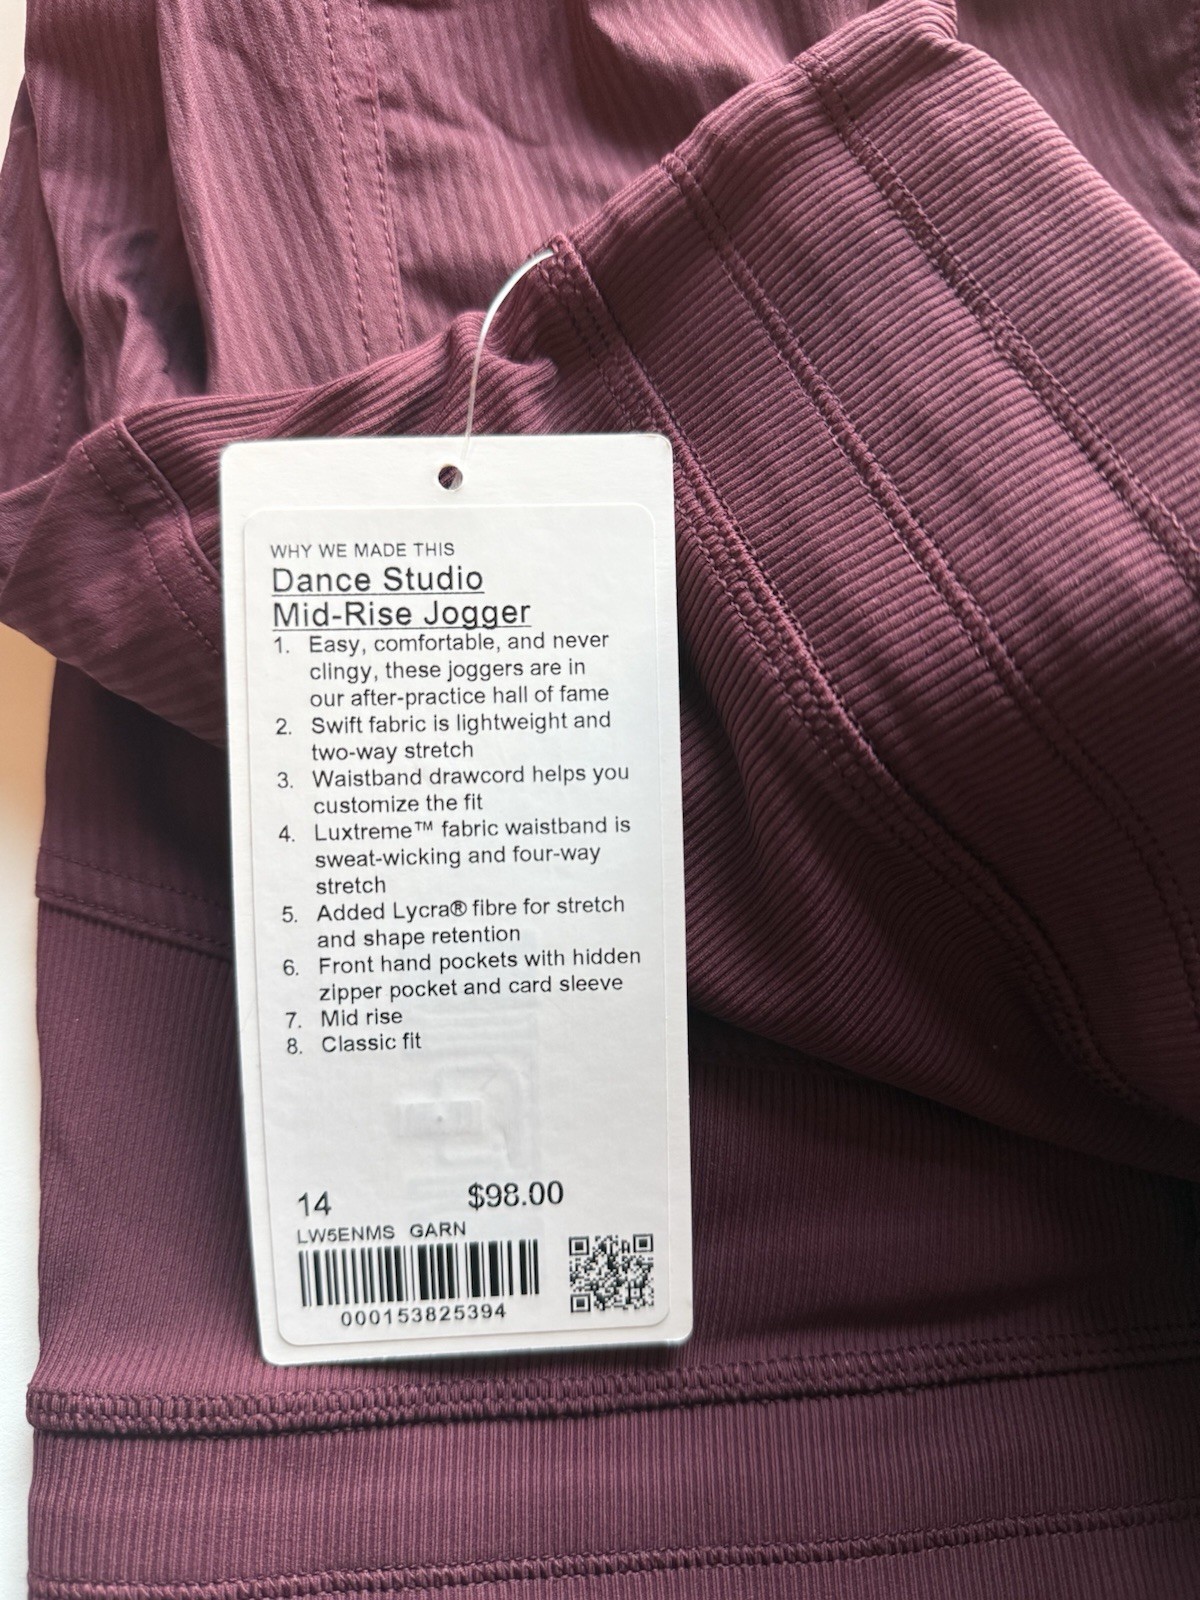 WHY WE MADE THIS
Dance Studio
Mid-Rise Jogger
1. Easy, comfortable, and never
clingy, these joggers are in
our after-practice hall of fame
2. Swift fabric is lightweight and
two-way stretch
3. Waistband drawcord helps you
customize the fit
4. Luxtreme™ fabric waistband is
sweat-wicking and four-way
stretch
5. Added Lycra® fibre for stretch
and shape retention
6. Front hand pockets with hidden
zipper pocket and card sleeve
7. Mid rise
8. Classic fit
14 $98.00
LW5ENMS GARN
000153825394